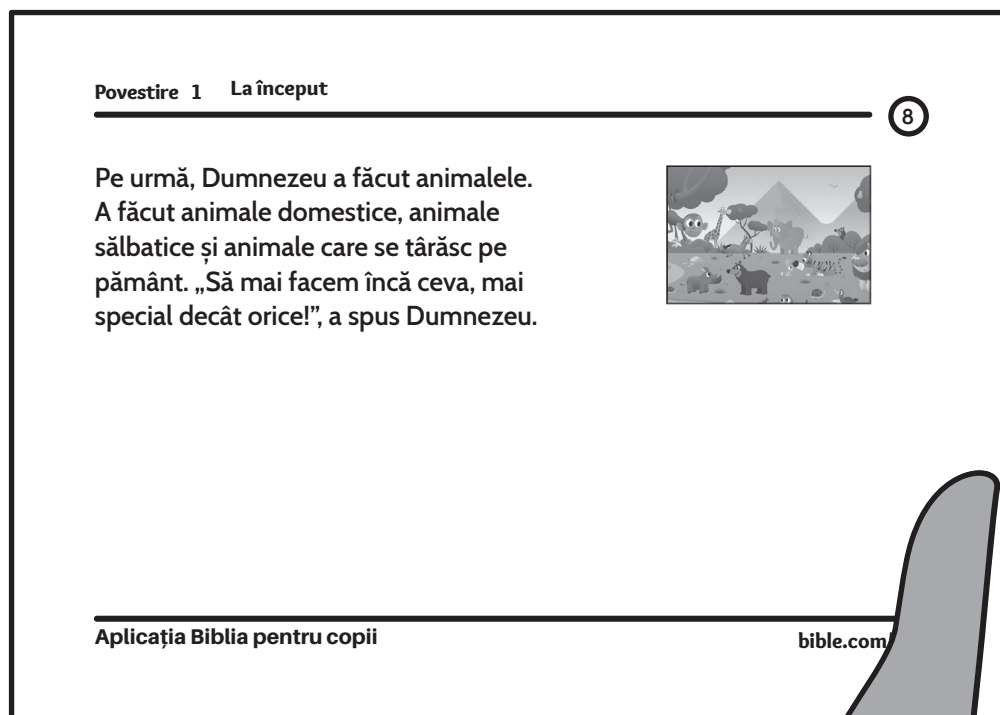 Povestire 1 La început
8
Pe urmă, Dumnezeu a făcut animalele.
A făcut animale domestice, animale
sălbatice și animale care se târăsc pe
pământ. „Să mai facem încă ceva, mai
special decât orice!”, a spus Dumnezeu.
Aplicația Biblia pentru copii
bible.com/